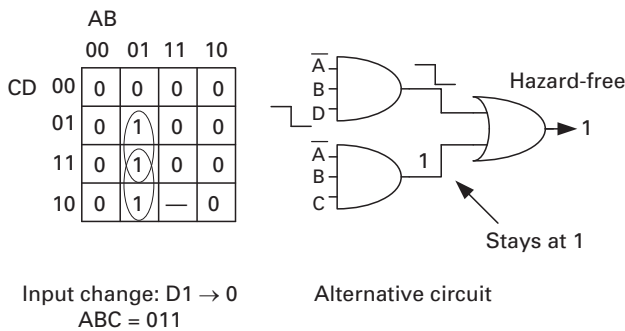 AB
00 01 11 10
CD 00 0 0 0 0
01 0 1 0 0
11 0 1 0 0
10 0 1 — 0
A̅
B
D
A̅
B
C
1
Hazard-free
1
Stays at 1
Input change: D1 → 0
ABC = 011
Alternative circuit